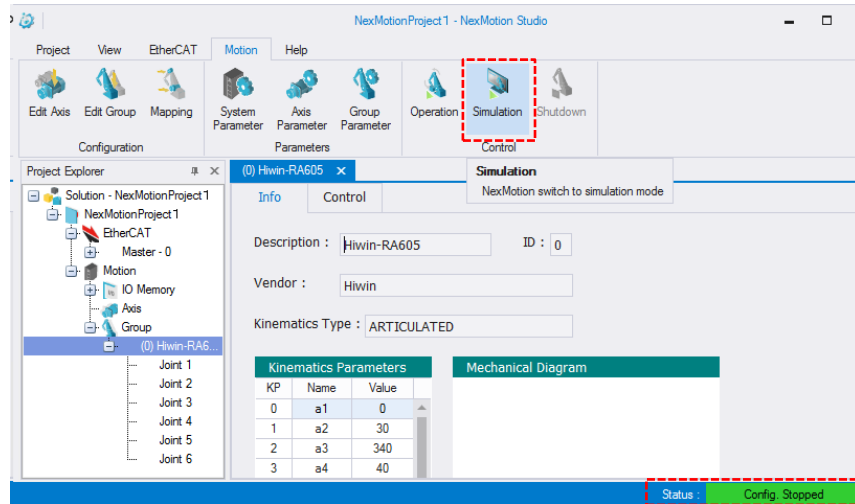 NexMotionProject1 - NexMotion Studio
Project View EtherCAT Motion Help
Edit Axis Edit Group Mapping System Parameter Axis Parameter Group Parameter Operation Simulation Shutdown
Configuration Parameters Control
Project Explorer
(0) Hiwin-RA605
Simulation
NexMotion switch to simulation mode
Solution - NexMotionProject1
NexMotionProject1
EtherCAT
Master - 0
Motion
IO Memory
Axis
Group
(0) Hiwin-RA6...
Joint 1
Joint 2
Joint 3
Joint 4
Joint 5
Joint 6
Info Control
Description : Hiwin-RA605 ID : 0
Vendor : Hiwin
Kinematics Type : ARTICULATED
Kinematics Parameters
KP Name Value
0 a1 0
1 a2 30
2 a3 340
3 a4 40
Mechanical Diagram
Status : Config. Stopped